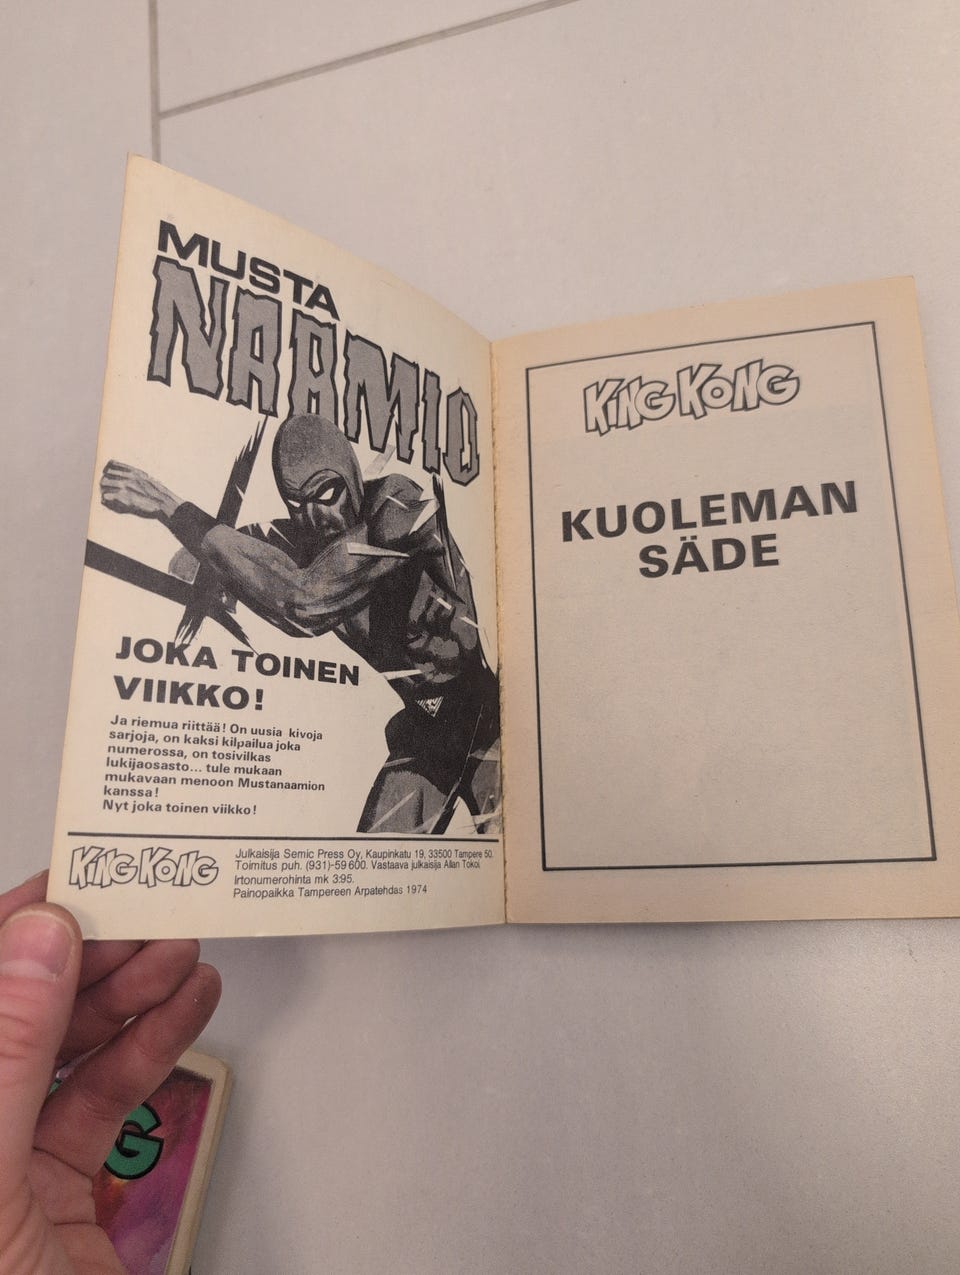 MUSTA
NAAMIO
JOKA TOINEN
VIIKKO!
Ja riemua riittää! On uusia kivoja
sarjoja, on kaksi kilpailua joka
numerossa, on tosivilkas
lukijaosasto... tule mukaan
mukavaan menoon Mustanaamion
kanssa!
Nyt joka toinen viikko!
KING KONG
Julkaisija Semic Press Oy, Kaupinkatu 19, 33500 Tampere 50.
Toimitus puh. (931)-59 600. Vastaava julkaisija Allan Tokoi.
Irtonumerohinta mk 3:95.
Painopaikka Tampereen Arpatehdas 1974
KING KONG
KUOLEMAN
SÄDE
G